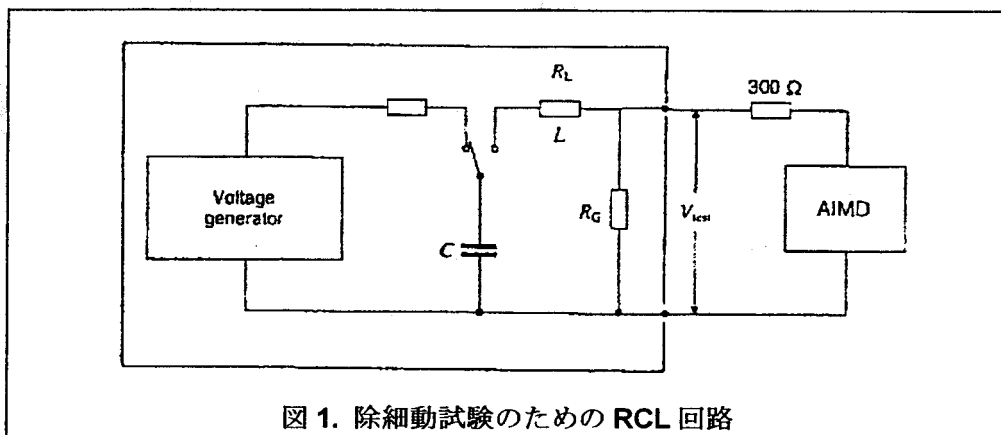 R_L
300 Ω
L
Voltage
generator
R_G
V_test
AIMD
C
図 1. 除細動試験のための RCL 回路